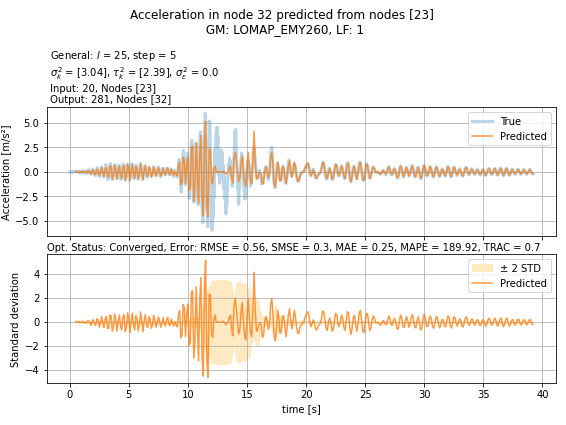 Acceleration in node 32 predicted from nodes [23]
GM: LOMAP_EMY260, LF: 1
General: l = 25, step = 5
σ²ₖ = [3.04], τ²ₖ = [2.39], σ²ε = 0.0
Input: 20, Nodes [23]
Output: 281, Nodes [32]
Acceleration [m/s²]
5.0
2.5
0.0
−2.5
−5.0
True
Predicted
Opt. Status: Converged, Error: RMSE = 0.56, SMSE = 0.3, MAE = 0.25, MAPE = 189.92, TRAC = 0.7
Standard deviation
4
2
0
−2
−4
± 2 STD
Predicted
0 5 10 15 20 25 30 35 40
time [s]